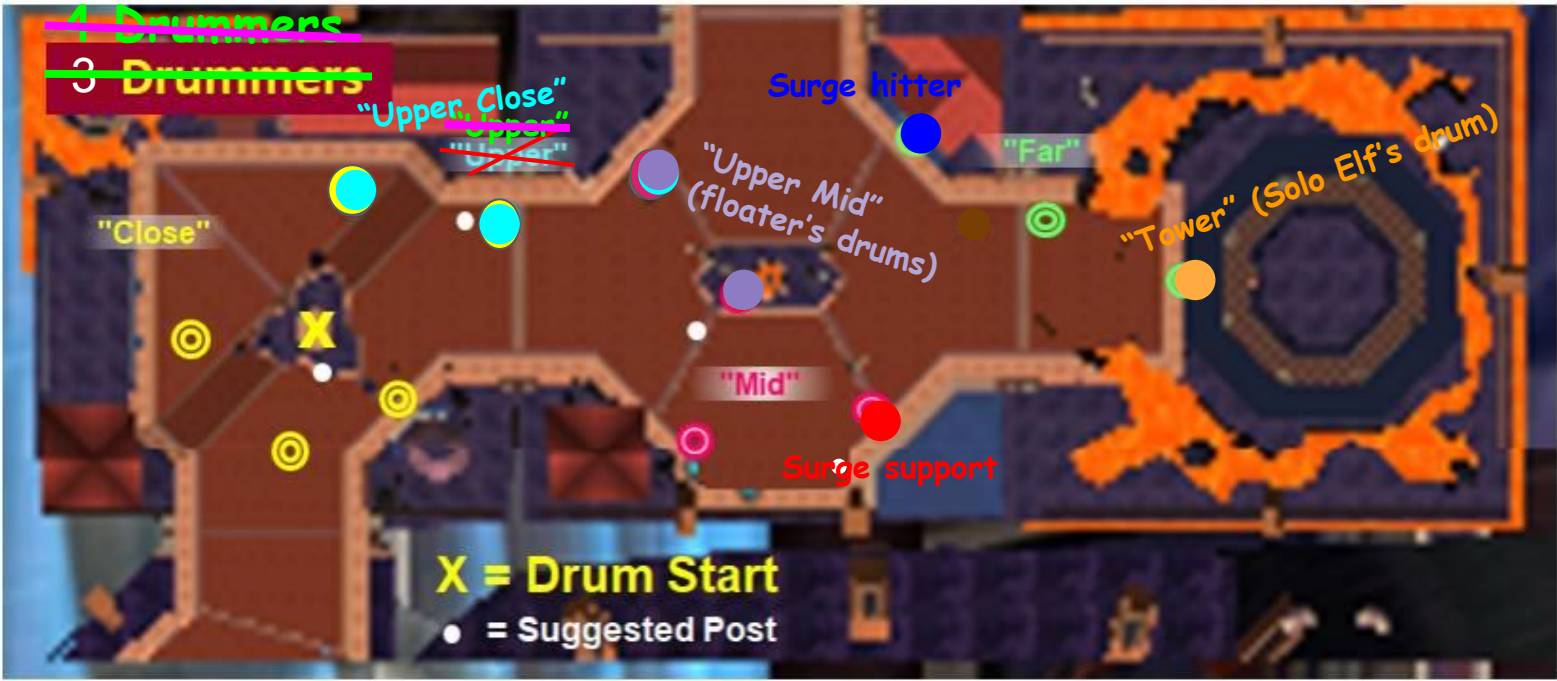 4 Drummers
3 Drummers
"Upper Close"
"Upper"
"Upper"
Surge hitter
"Far"
"Upper Mid"
(floater's drums)
"Tower" (Solo Elf's drum)
"Close"
X
"Mid"
Surge support
X = Drum Start
= Suggested Post